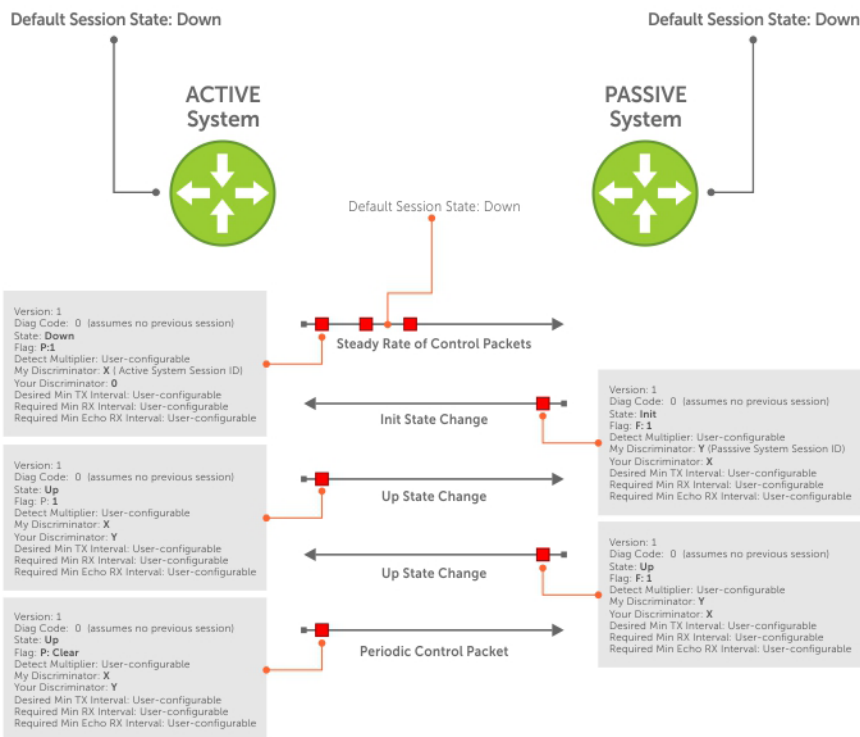 Default Session State: Down
Default Session State: Down
ACTIVE
System
PASSIVE
System
Default Session State: Down
Version: 1
Diag Code: 0 (assumes no previous session)
State: Down
Flag: P:1
Detect Multiplier: User-configurable
My Discriminator: X ( Active System Session ID)
Your Discriminator: 0
Desired Min TX Interval: User-configurable
Required Min RX Interval: User-configurable
Required Min Echo RX Interval: User-configurable
Steady Rate of Control Packets
Init State Change
Version: 1
Diag Code: 0 (assumes no previous session)
State: Init
Flag: F: 1
Detect Multiplier: User-configurable
My Discriminator: Y (Passsive System Session ID)
Your Discriminator: X
Desired Min TX Interval: User-configurable
Required Min RX Interval: User-configurable
Required Min Echo RX Interval: User-configurable
Version: 1
Diag Code: 0 (assumes no previous session)
State: Up
Flag: P: 1
Detect Multiplier: User-configurable
My Discriminator: X
Your Discriminator: Y
Desired Min TX Interval: User-configurable
Required Min RX Interval: User-configurable
Required Min Echo RX Interval: User-configurable
Up State Change
Up State Change
Version: 1
Diag Code: 0 (assumes no previous session)
State: Up
Flag: F: 1
Detect Multiplier: User-configurable
My Discriminator: Y
Your Discriminator: X
Desired Min TX Interval: User-configurable
Required Min RX Interval: User-configurable
Required Min Echo RX Interval: User-configurable
Version: 1
Diag Code: 0 (assumes no previous session)
State: Up
Flag: P: Clear
Detect Multiplier: User-configurable
My Discriminator: X
Your Discriminator: Y
Desired Min TX Interval: User-configurable
Required Min RX Interval: User-configurable
Required Min Echo RX Interval: User-configurable
Periodic Control Packet